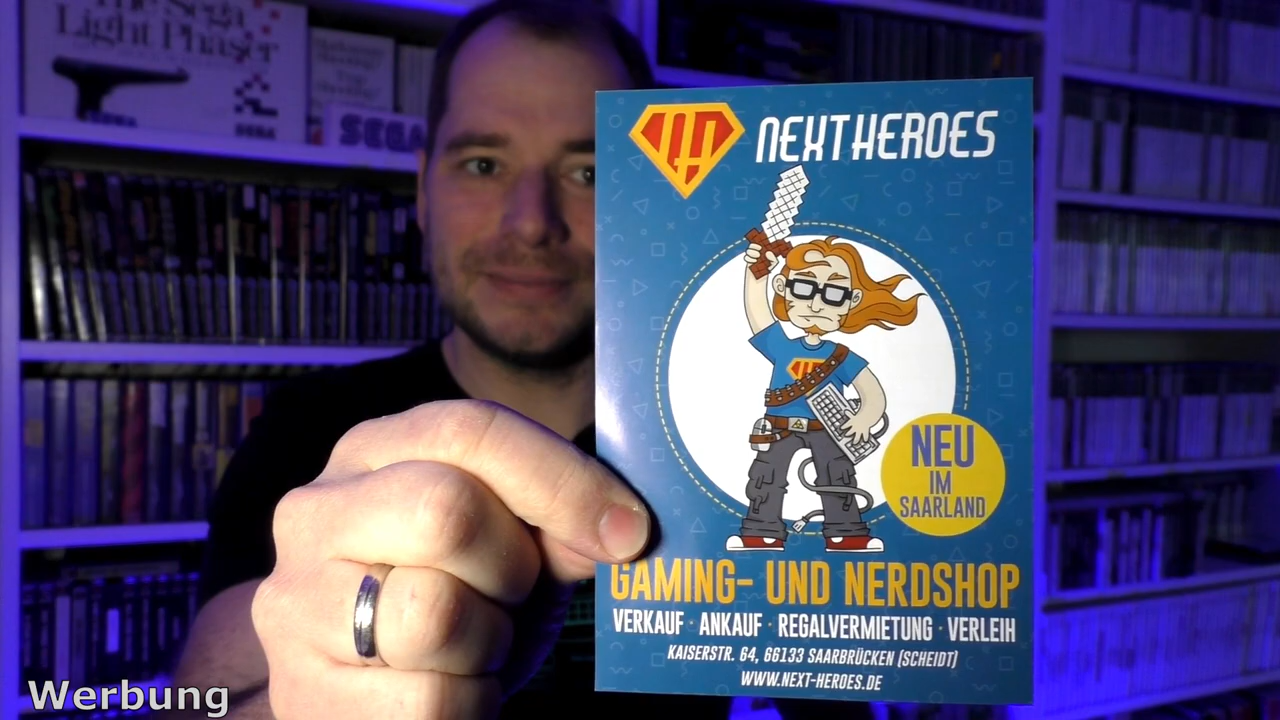 The Sega
Light Phaser
SEGA
SEGA
SEGA
NEXT HEROES
NEU
IM
SAARLAND
GAMING- UND NERDSHOP
VERKAUF · ANKAUF · REGALVERMIETUNG · VERLEIH
KAISERSTR. 64, 66133 SAARBRÜCKEN (SCHEIDT)
WWW.NEXT-HEROES.DE
Werbung